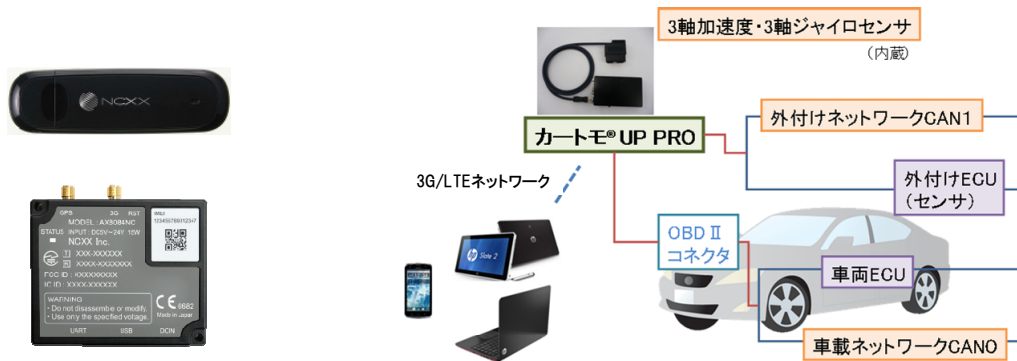 NCXX
GPS 3G RST
MODEL : AX6084NC
STATUS INPUT : DC5V~24V 15W
NCXX Inc.
XXX-XXXXXX
XXXX-XXXXXXX
FCC ID : XXXXXXXXX
IC ID : XXXX-XXXXXX
WARNING
・Do not disassemble or modify.
・Use only the specified voltage.
CE 0682
Made in Japan
UART USB DCIN
3軸加速度・3軸ジャイロセンサ
(内蔵)
カートモ® UP PRO
外付けネットワークCAN1
3G/LTEネットワーク
外付けECU
(センサ)
OBDⅡ
コネクタ
Slate 2
車両ECU
車載ネットワークCAN0